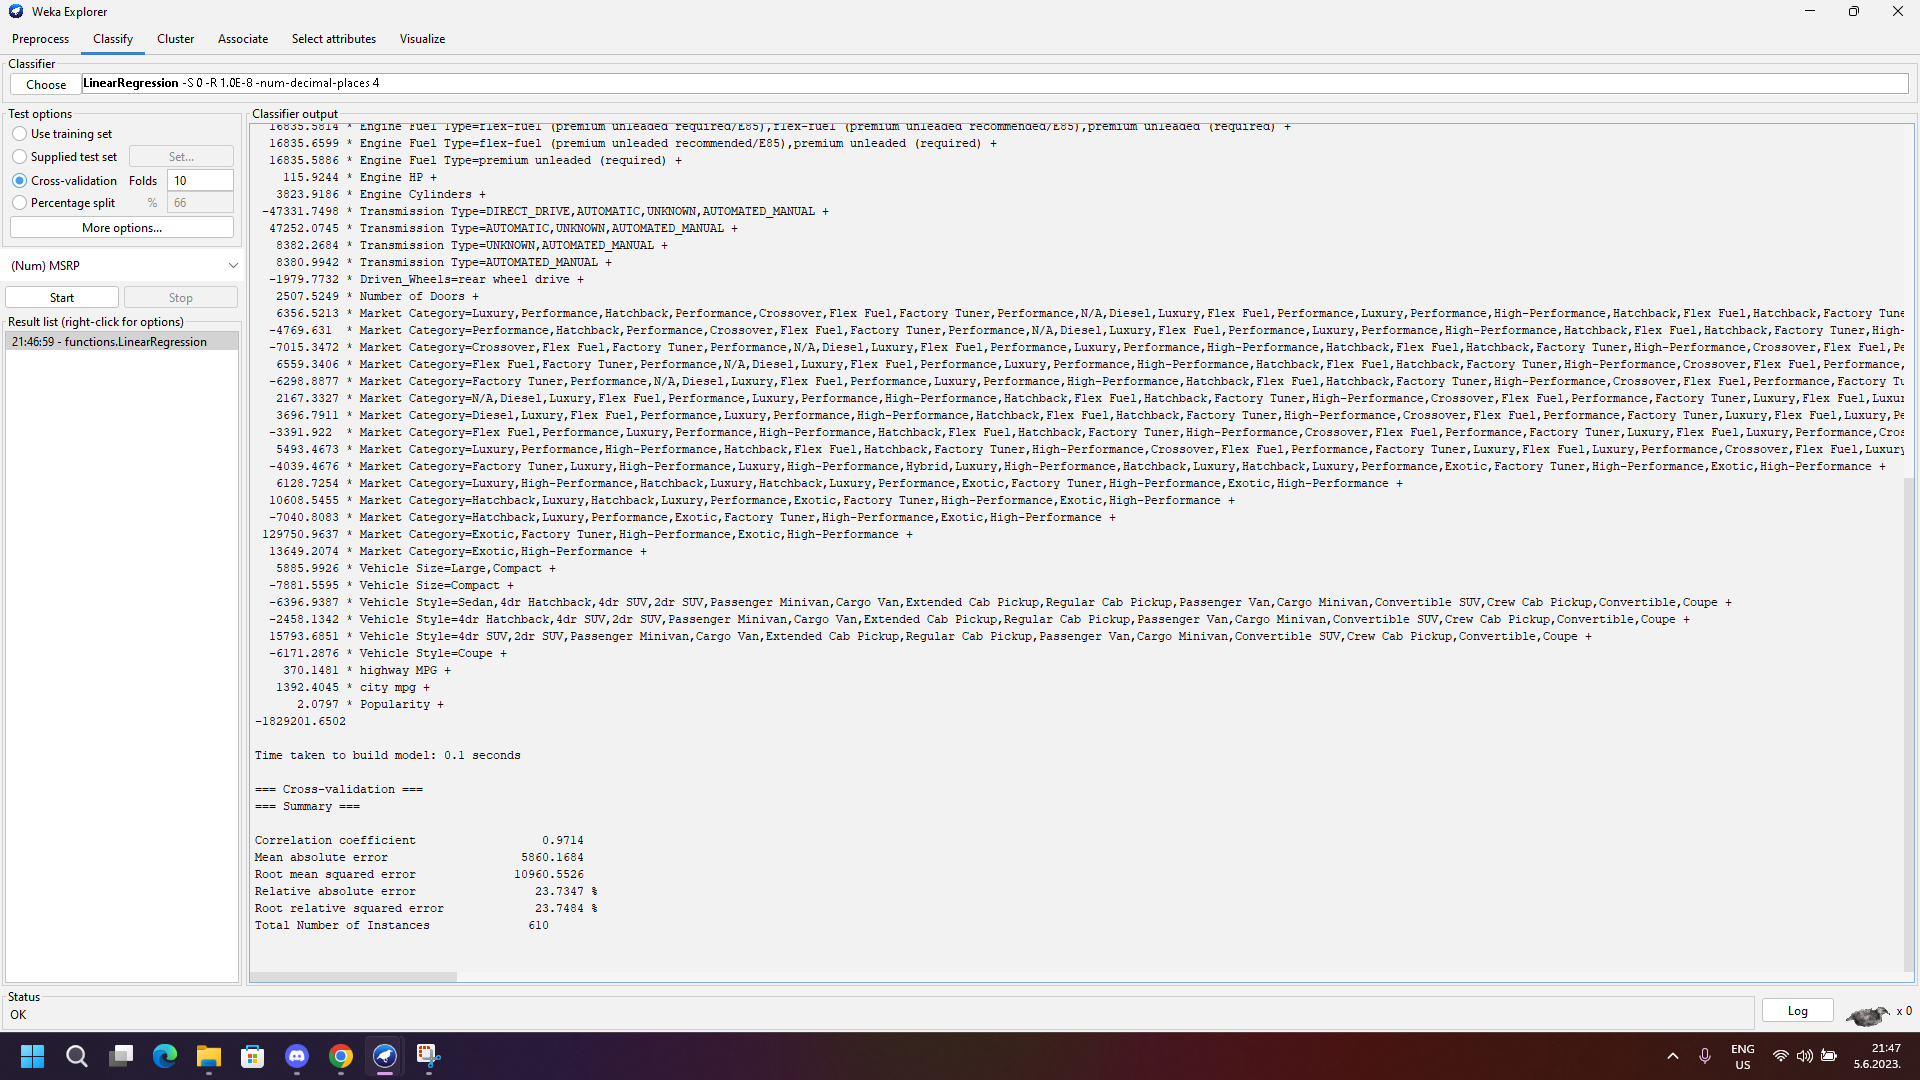 Weka Explorer
Preprocess Classify Cluster Associate Select attributes Visualize
Classifier
Choose LinearRegression -S 0 -R 1.0E-8 -num-decimal-places 4
Test options
Use training set
Supplied test set Set...
Cross-validation Folds 10
Percentage split % 66
More options...
(Num) MSRP
Start Stop
Result list (right-click for options)
21:46:59 - functions.LinearRegression
Classifier output
16835.5814 * Engine Fuel Type=flex-fuel (premium unleaded required/E85),flex-fuel (premium unleaded recommended/E85),premium unleaded (required) +
16835.6599 * Engine Fuel Type=flex-fuel (premium unleaded recommended/E85),premium unleaded (required) +
16835.5886 * Engine Fuel Type=premium unleaded (required) +
115.9244 * Engine HP +
3823.9186 * Engine Cylinders +
-47331.7498 * Transmission Type=DIRECT_DRIVE,AUTOMATIC,UNKNOWN,AUTOMATED_MANUAL +
47252.0745 * Transmission Type=AUTOMATIC,UNKNOWN,AUTOMATED_MANUAL +
8382.2684 * Transmission Type=UNKNOWN,AUTOMATED_MANUAL +
8380.9942 * Transmission Type=AUTOMATED_MANUAL +
-1979.7732 * Driven_Wheels=rear wheel drive +
2507.5249 * Number of Doors +
6356.5213 * Market Category=Luxury,Performance,Hatchback,Performance,Crossover,Flex Fuel,Factory Tuner,Performance,N/A,Diesel,Luxury,Flex Fuel,Performance,Luxury,Performance,High-Performance,Hatchback,Flex Fuel,Hatchback,Factory Tune
-4769.631 * Market Category=Performance,Hatchback,Performance,Crossover,Flex Fuel,Factory Tuner,Performance,N/A,Diesel,Luxury,Flex Fuel,Performance,Luxury,Performance,High-Performance,Hatchback,Flex Fuel,Hatchback,Factory Tuner,High-
-7015.3472 * Market Category=Crossover,Flex Fuel,Factory Tuner,Performance,N/A,Diesel,Luxury,Flex Fuel,Performance,Luxury,Performance,High-Performance,Hatchback,Flex Fuel,Hatchback,Factory Tuner,High-Performance,Crossover,Flex Fuel,Pe
6559.3406 * Market Category=Flex Fuel,Factory Tuner,Performance,N/A,Diesel,Luxury,Flex Fuel,Performance,Luxury,Performance,High-Performance,Hatchback,Flex Fuel,Hatchback,Factory Tuner,High-Performance,Crossover,Flex Fuel,Performance,
-6298.8877 * Market Category=Factory Tuner,Performance,N/A,Diesel,Luxury,Flex Fuel,Performance,Luxury,Performance,High-Performance,Hatchback,Flex Fuel,Hatchback,Factory Tuner,High-Performance,Crossover,Flex Fuel,Performance,Factory Tu
2167.3327 * Market Category=N/A,Diesel,Luxury,Flex Fuel,Performance,Luxury,Performance,High-Performance,Hatchback,Flex Fuel,Hatchback,Factory Tuner,High-Performance,Crossover,Flex Fuel,Performance,Factory Tuner,Luxury,Flex Fuel,Luxur
3696.7911 * Market Category=Diesel,Luxury,Flex Fuel,Performance,Luxury,Performance,High-Performance,Hatchback,Flex Fuel,Hatchback,Factory Tuner,High-Performance,Crossover,Flex Fuel,Performance,Factory Tuner,Luxury,Flex Fuel,Luxury,Pe
-3391.922 * Market Category=Flex Fuel,Performance,Luxury,Performance,High-Performance,Hatchback,Flex Fuel,Hatchback,Factory Tuner,High-Performance,Crossover,Flex Fuel,Performance,Factory Tuner,Luxury,Flex Fuel,Luxury,Performance,Cros
5493.4673 * Market Category=Luxury,Performance,High-Performance,Hatchback,Flex Fuel,Hatchback,Factory Tuner,High-Performance,Crossover,Flex Fuel,Performance,Factory Tuner,Luxury,Flex Fuel,Luxury,Performance,Crossover,Flex Fuel,Luxury
-4039.4676 * Market Category=Factory Tuner,Luxury,High-Performance,Luxury,High-Performance,Hybrid,Luxury,High-Performance,Hatchback,Luxury,Hatchback,Luxury,Performance,Exotic,Factory Tuner,High-Performance,Exotic,High-Performance +
6128.7254 * Market Category=Luxury,High-Performance,Hatchback,Luxury,Hatchback,Luxury,Performance,Exotic,Factory Tuner,High-Performance,Exotic,High-Performance +
10608.5455 * Market Category=Hatchback,Luxury,Hatchback,Luxury,Performance,Exotic,Factory Tuner,High-Performance,Exotic,High-Performance +
-7040.8083 * Market Category=Hatchback,Luxury,Performance,Exotic,Factory Tuner,High-Performance,Exotic,High-Performance +
129750.9637 * Market Category=Exotic,Factory Tuner,High-Performance,Exotic,High-Performance +
13649.2074 * Market Category=Exotic,High-Performance +
5885.9926 * Vehicle Size=Large,Compact +
-7881.5595 * Vehicle Size=Compact +
-6396.9387 * Vehicle Style=Sedan,4dr Hatchback,4dr SUV,2dr SUV,Passenger Minivan,Cargo Van,Extended Cab Pickup,Regular Cab Pickup,Passenger Van,Cargo Minivan,Convertible SUV,Crew Cab Pickup,Convertible,Coupe +
-2458.1342 * Vehicle Style=4dr Hatchback,4dr SUV,2dr SUV,Passenger Minivan,Cargo Van,Extended Cab Pickup,Regular Cab Pickup,Passenger Van,Cargo Minivan,Convertible SUV,Crew Cab Pickup,Convertible,Coupe +
15793.6851 * Vehicle Style=4dr SUV,2dr SUV,Passenger Minivan,Cargo Van,Extended Cab Pickup,Regular Cab Pickup,Passenger Van,Cargo Minivan,Convertible SUV,Crew Cab Pickup,Convertible,Coupe +
-6171.2876 * Vehicle Style=Coupe +
370.1481 * highway MPG +
1392.4045 * city mpg +
2.0797 * Popularity +
-1829201.6502
Time taken to build model: 0.1 seconds
=== Cross-validation ===
=== Summary ===
Correlation coefficient 0.9714
Mean absolute error 5860.1684
Root mean squared error 10960.5526
Relative absolute error 23.7347 %
Root relative squared error 23.7484 %
Total Number of Instances 610
Status
OK
Log
x 0
ENG
US
21:47
5.6.2023.